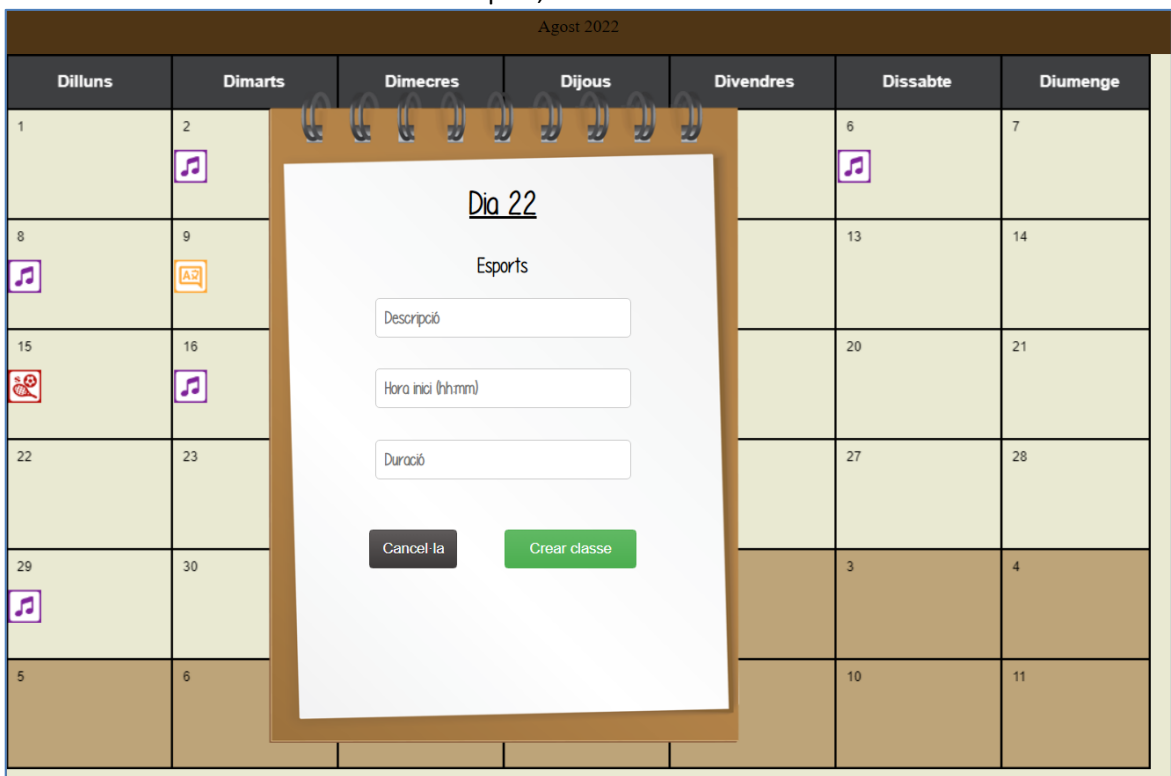 Agost 2022
Dilluns Dimarts Dimecres Dijous Divendres Dissabte Diumenge
1 2 6 7
Dia 22
8 9 13 14
Esports
Descripció
15 16 20 21
Hora inici (hh:mm)
22 23 27 28
Duració
Cancel·la Crear classe
29 30 3 4
5 6 10 11